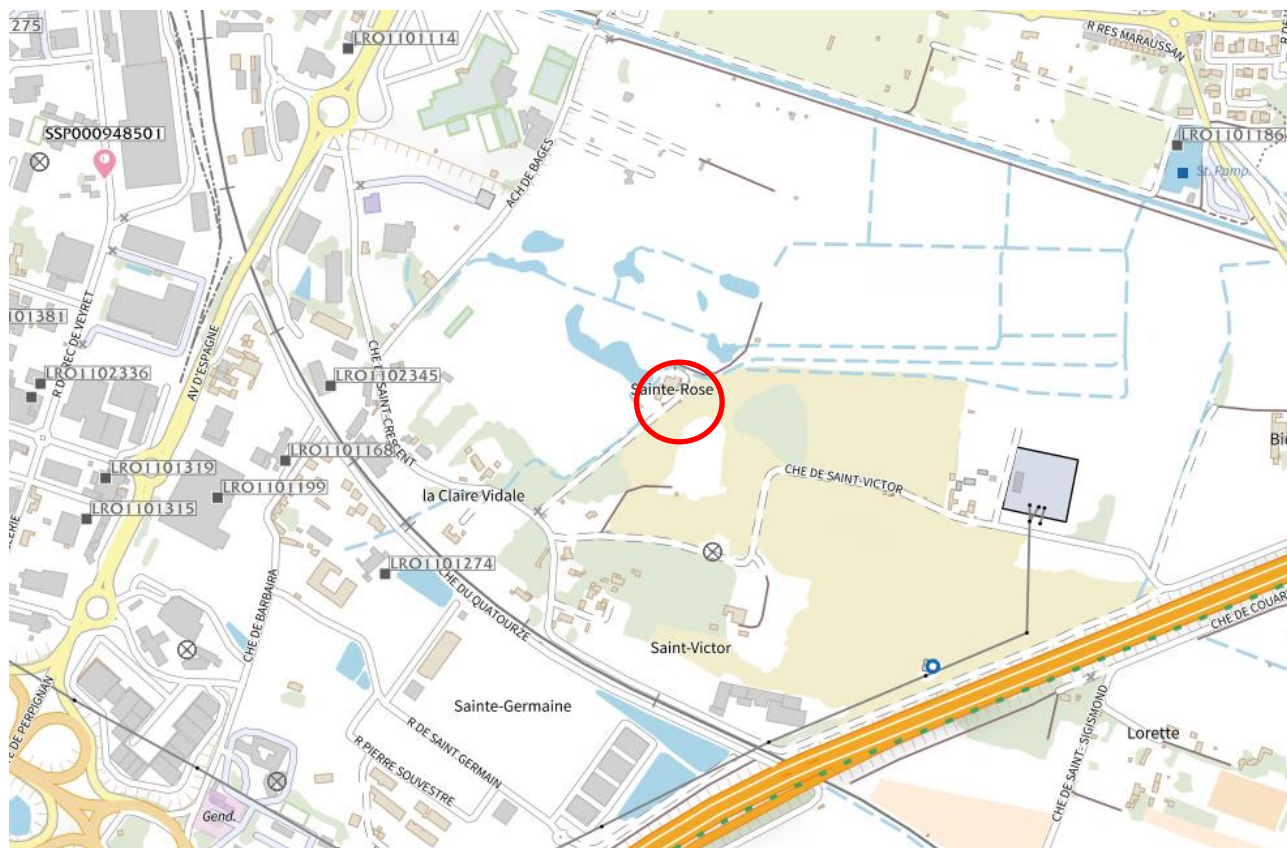 275
LRO1101114
R RES MARAUSSAN
SSP000948501
LRO1101186
St. Pomp.
ACH DE BAGES
R D REC DE VEYRET
101381
AV D'ESPAGNE
LRO1102336
LRO1102345
Sainte-Rose
CHE DE SAINT-CRESCENT
LRO1101168
LRO1101319
LRO1101199
LRO1101315
la Claire Vidale
CHE DE SAINT-VICTOR
LRO1101274
CHE DE BARBAIRA
CHE DU QUATOURZE
CHE DE COUAR
Saint-Victor
Sainte-Germaine
R DE SAINT GERMAIN
R PIERRE SOUVESTRE
E DE PERPIGNAN
CHE DE SAINT- SIGISMOND
Lorette
Gend.